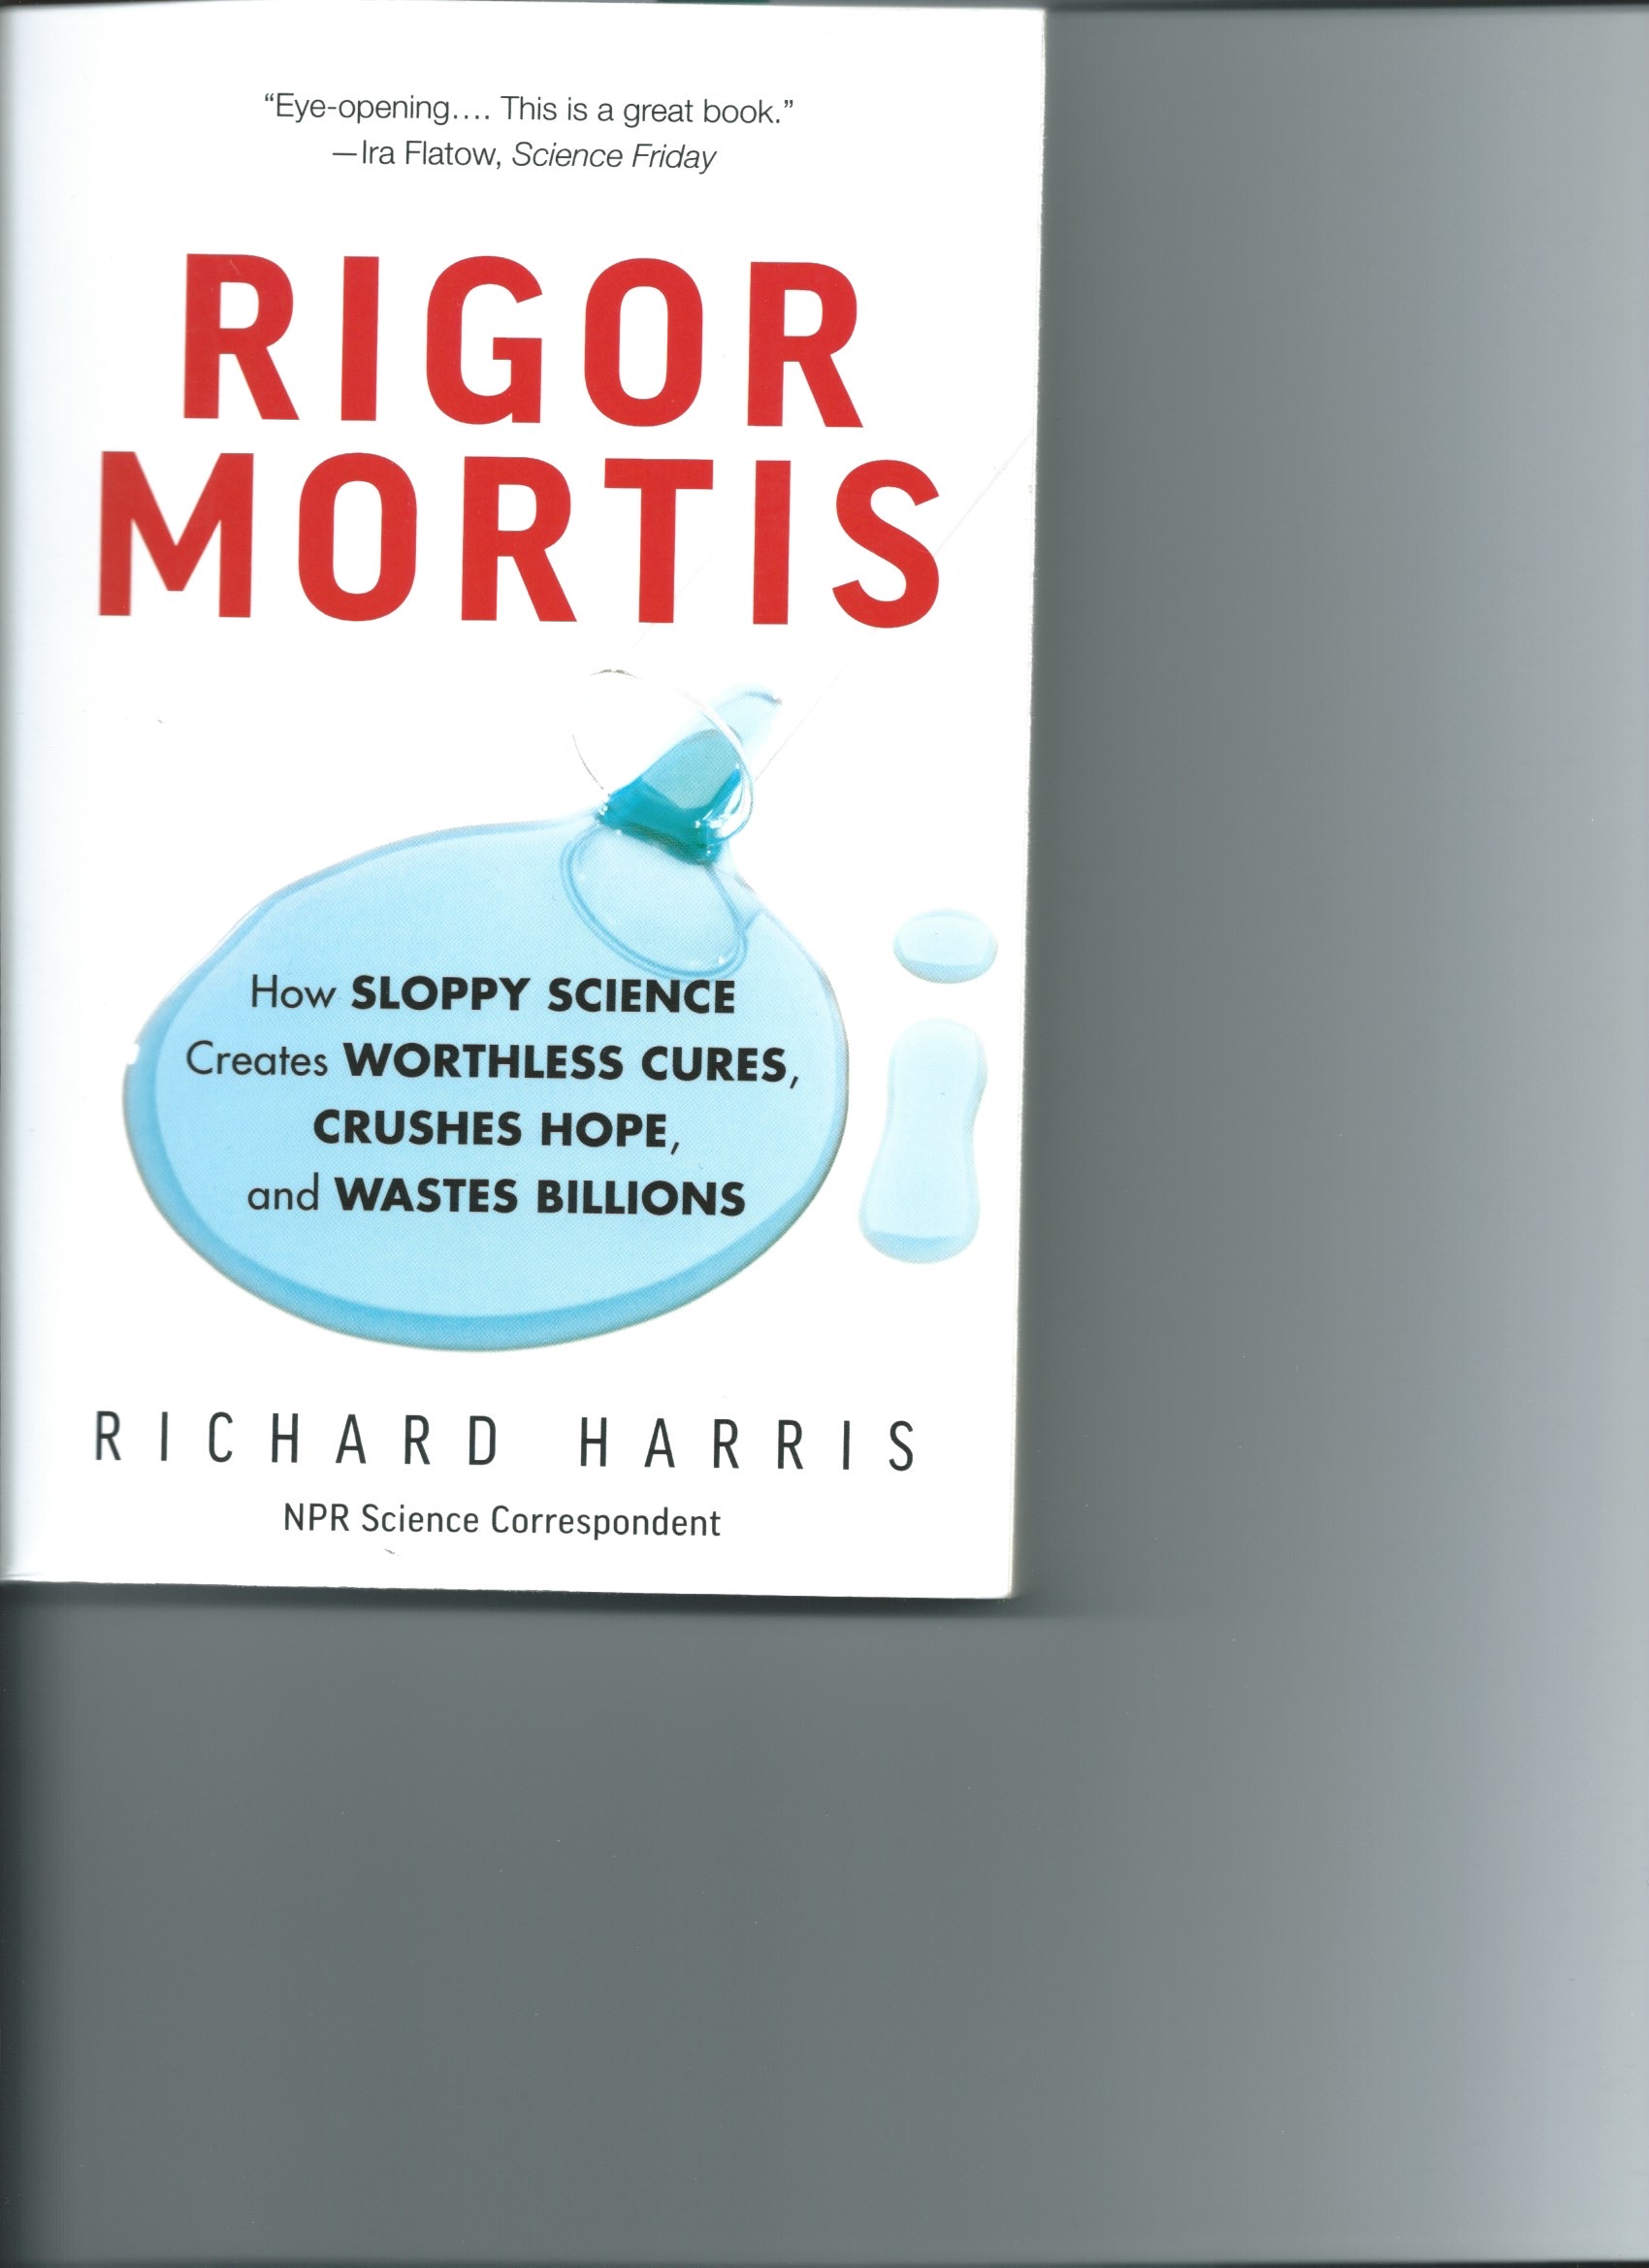 “Eye-opening.... This is a great book.”
—Ira Flatow, Science Friday
RIGOR
MORTIS
How SLOPPY SCIENCE
Creates WORTHLESS CURES,
CRUSHES HOPE,
and WASTES BILLIONS
RICHARD HARRIS
NPR Science Correspondent